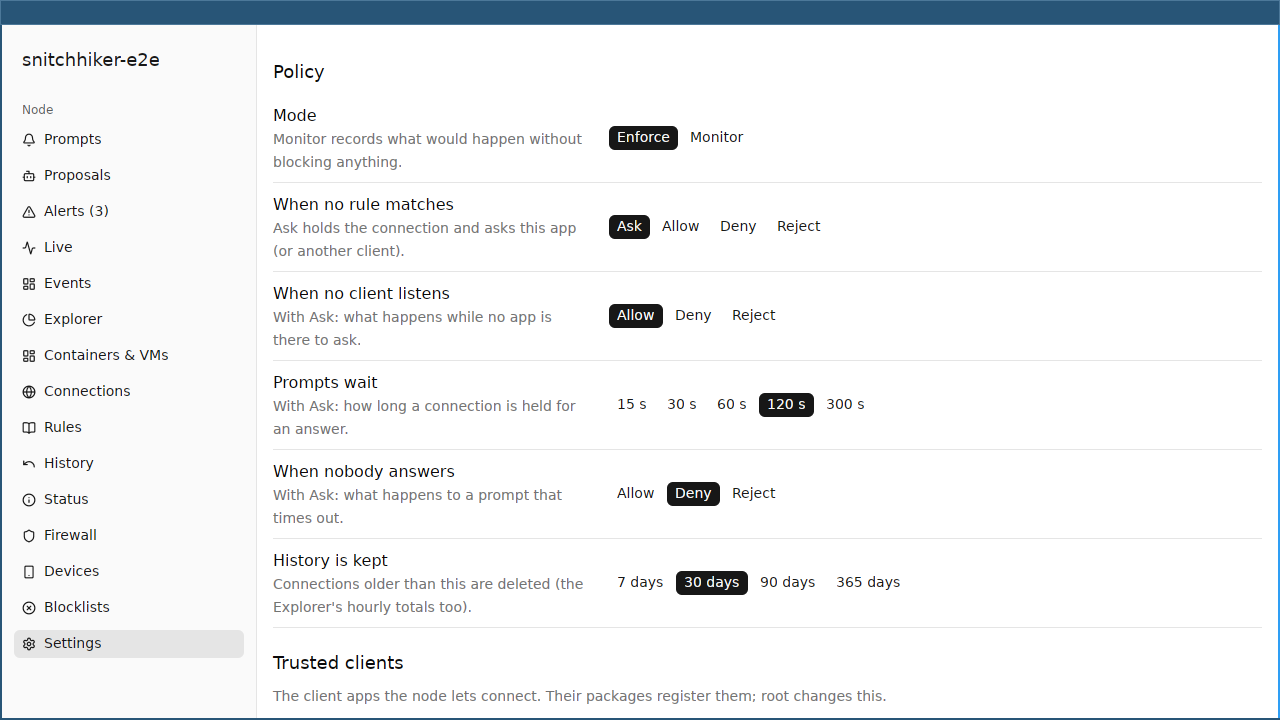 snitchhiker-e2e
Node
Prompts
Proposals
Alerts (3)
Live
Events
Explorer
Containers & VMs
Connections
Rules
History
Status
Firewall
Devices
Blocklists
Settings
Policy
Mode
Monitor records what would happen without
blocking anything.
Enforce Monitor
When no rule matches
Ask holds the connection and asks this app
(or another client).
Ask Allow Deny Reject
When no client listens
With Ask: what happens while no app is
there to ask.
Allow Deny Reject
Prompts wait
With Ask: how long a connection is held for
an answer.
15 s 30 s 60 s 120 s 300 s
When nobody answers
With Ask: what happens to a prompt that
times out.
Allow Deny Reject
History is kept
Connections older than this are deleted (the
Explorer's hourly totals too).
7 days 30 days 90 days 365 days
Trusted clients
The client apps the node lets connect. Their packages register them; root changes this.